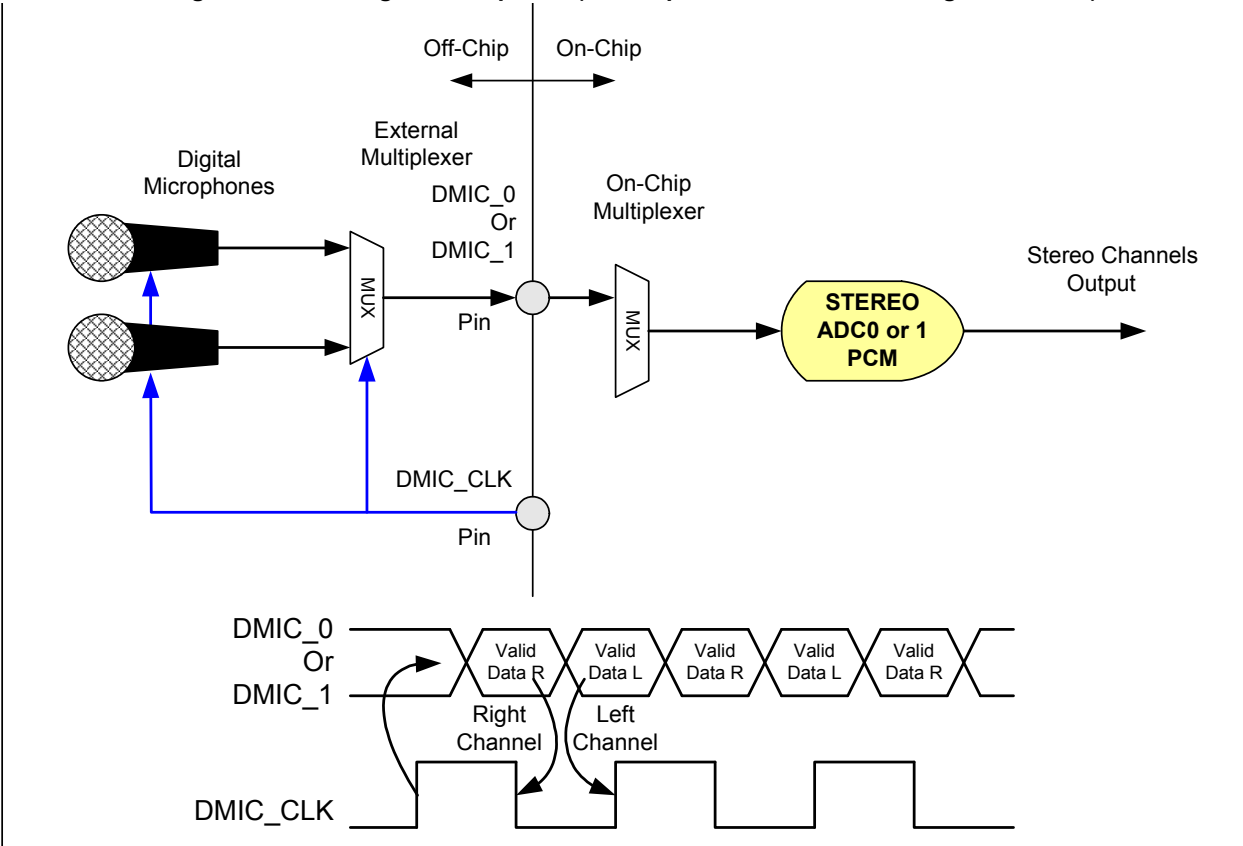 Off-Chip
On-Chip
External
Multiplexer
Digital
Microphones
DMIC_0
Or
DMIC_1
On-Chip
Multiplexer
Stereo Channels
Output
MUX
Pin
MUX
STEREO
ADC0 or 1
PCM
DMIC_CLK
Pin
DMIC_0
Or
DMIC_1
Valid
Data R
Valid
Data L
Valid
Data R
Valid
Data L
Valid
Data R
Right
Channel
Left
Channel
DMIC_CLK